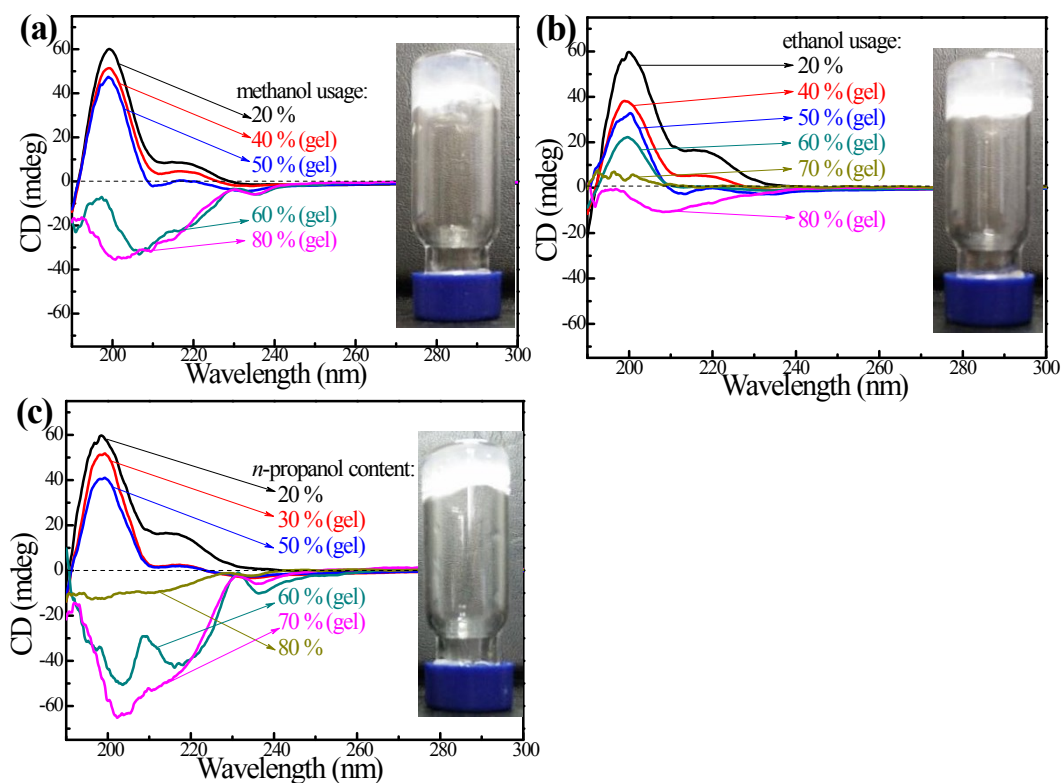 (a)
methanol usage:
20 %
40 % (gel)
50 % (gel)
60 % (gel)
80 % (gel)
CD (mdeg)
60
40
20
0
-20
-40
-60
200 220 240 260 280 300
Wavelength (nm)
(b)
ethanol usage:
20 %
40 % (gel)
50 % (gel)
60 % (gel)
70 % (gel)
80 % (gel)
CD (mdeg)
60
40
20
0
-20
-40
-60
200 220 240 260 280 300
Wavelength (nm)
(c)
n-propanol content:
20 %
30 % (gel)
50 % (gel)
60 % (gel)
70 % (gel)
80 %
CD (mdeg)
60
40
20
0
-20
-40
-60
200 220 240 260 280 300
Wavelength (nm)